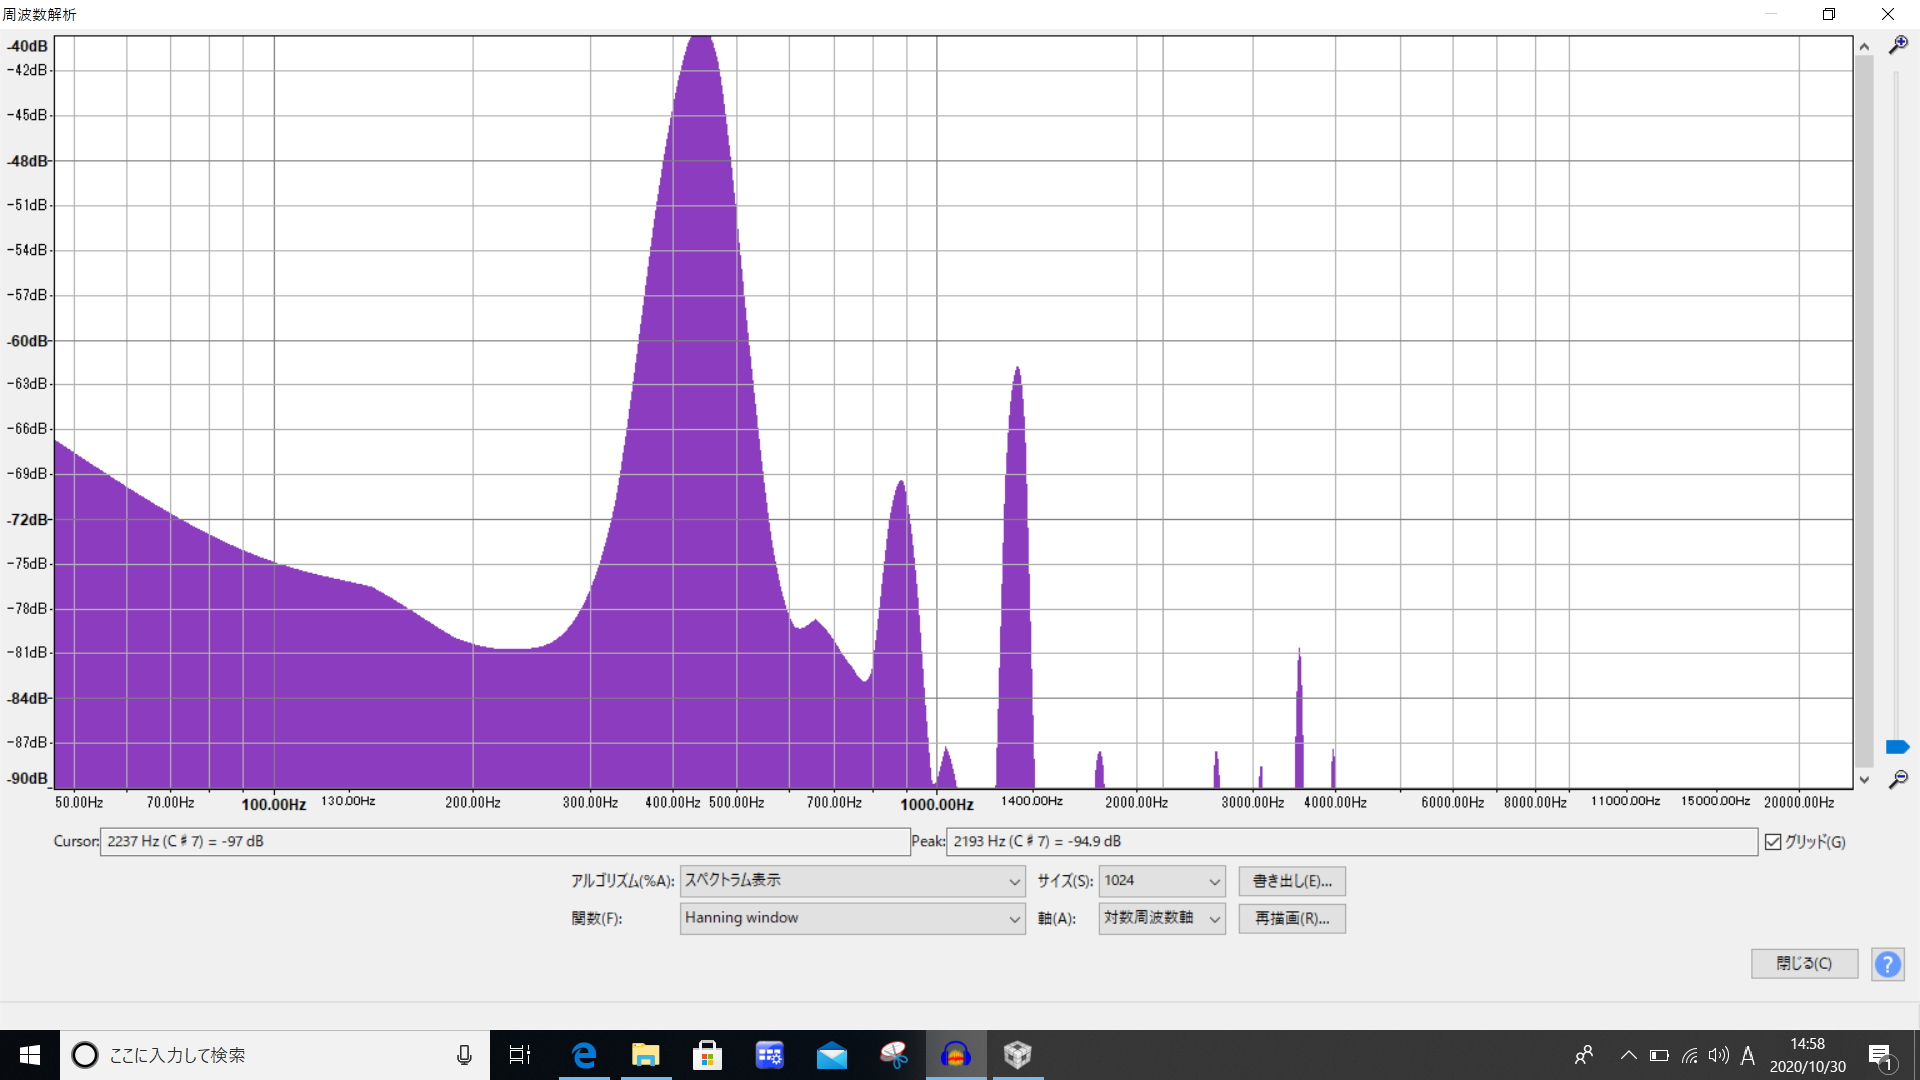 周波数解析
-40dB
-42dB
-45dB
-48dB
-51dB
-54dB
-57dB
-60dB
-63dB
-66dB
-69dB
-72dB
-75dB
-78dB
-81dB
-84dB
-87dB
-90dB
50.00Hz 70.00Hz 100.00Hz 130.00Hz 200.00Hz 300.00Hz 400.00Hz 500.00Hz 700.00Hz 1000.00Hz 1400.00Hz 2000.00Hz 3000.00Hz 4000.00Hz 6000.00Hz 8000.00Hz 11000.00Hz 15000.00Hz 20000.00Hz
Cursor: 2237 Hz (C♯7) = -97 dB Peak: 2193 Hz (C♯7) = -94.9 dB グリッド(G)
アルゴリズム(%A): スペクトラム表示 サイズ(S): 1024 書き出し(E)...
関数(F): Hanning window 軸(A): 対数周波数軸 再描画(R)...
閉じる(C) ?
ここに入力して検索
A
14:58
2020/10/30
1